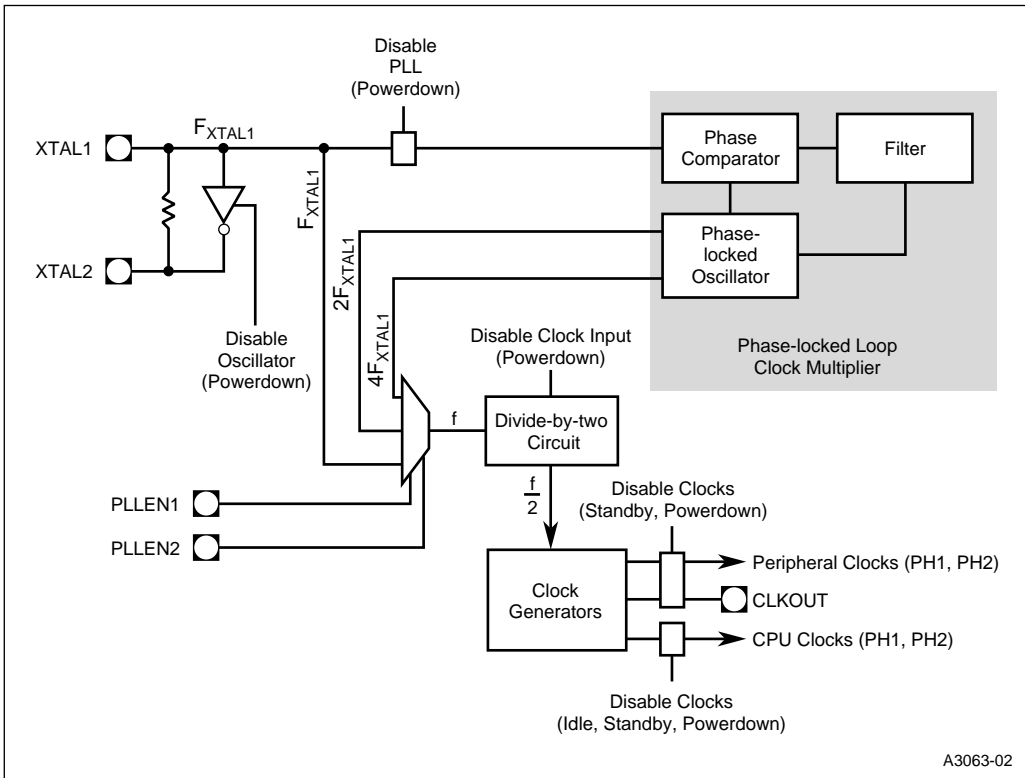 Disable
PLL
(Powerdown)
XTAL1
FXTAL1
Phase
Comparator
Filter
FXTAL1
2FXTAL1
4FXTAL1
Phase-
locked
Oscillator
XTAL2
Disable
Oscillator
(Powerdown)
Disable Clock Input
(Powerdown)
Phase-locked Loop
Clock Multiplier
f
Divide-by-two
Circuit
f
2
PLLEN1
PLLEN2
Disable Clocks
(Standby, Powerdown)
Clock
Generators
Peripheral Clocks (PH1, PH2)
CLKOUT
CPU Clocks (PH1, PH2)
Disable Clocks
(Idle, Standby, Powerdown)
A3063-02